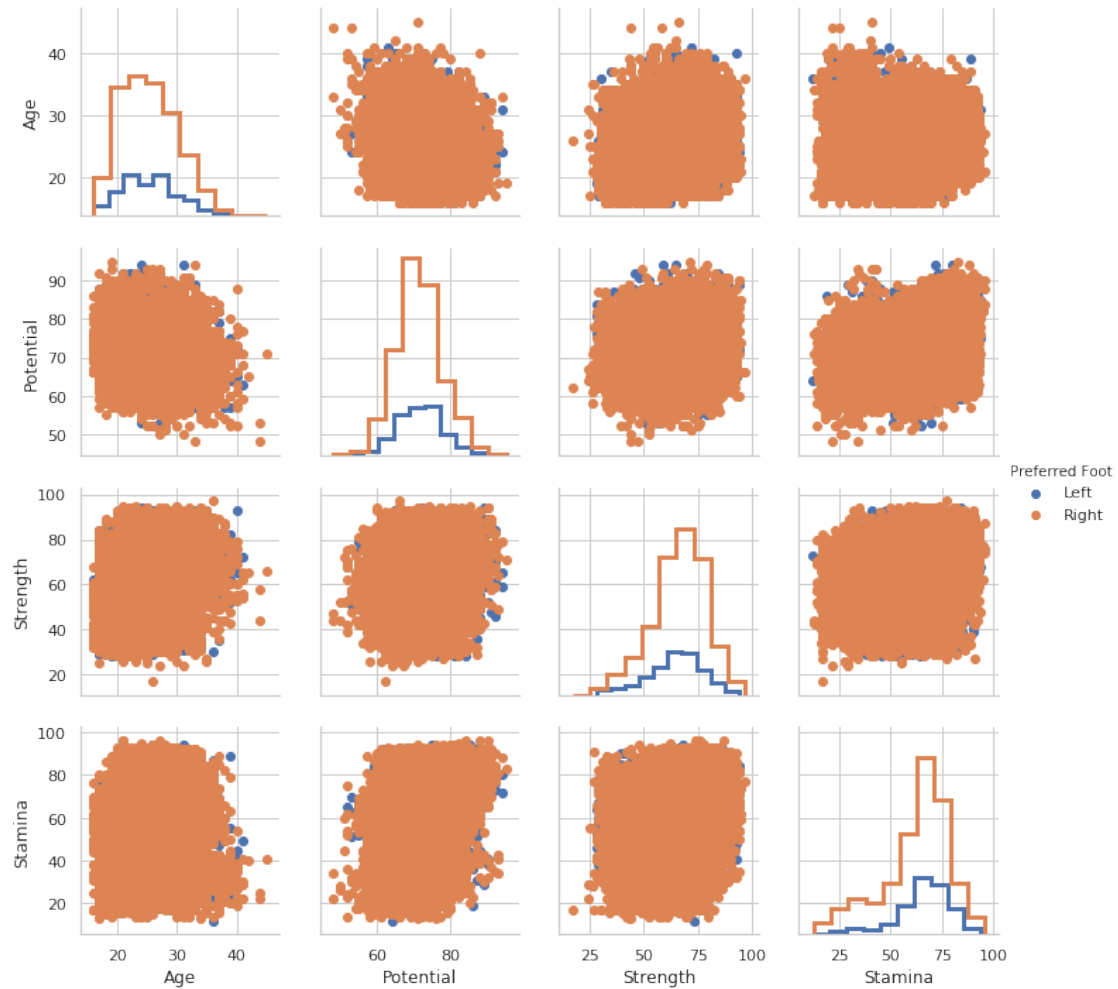 40
30
20
Age
90
80
70
60
50
Potential
100
80
60
40
20
Strength
Preferred Foot
Left
Right
100
80
60
40
20
Stamina
20 30 40
60 80
25 50 75 100
25 50 75 100
Age Potential Strength Stamina